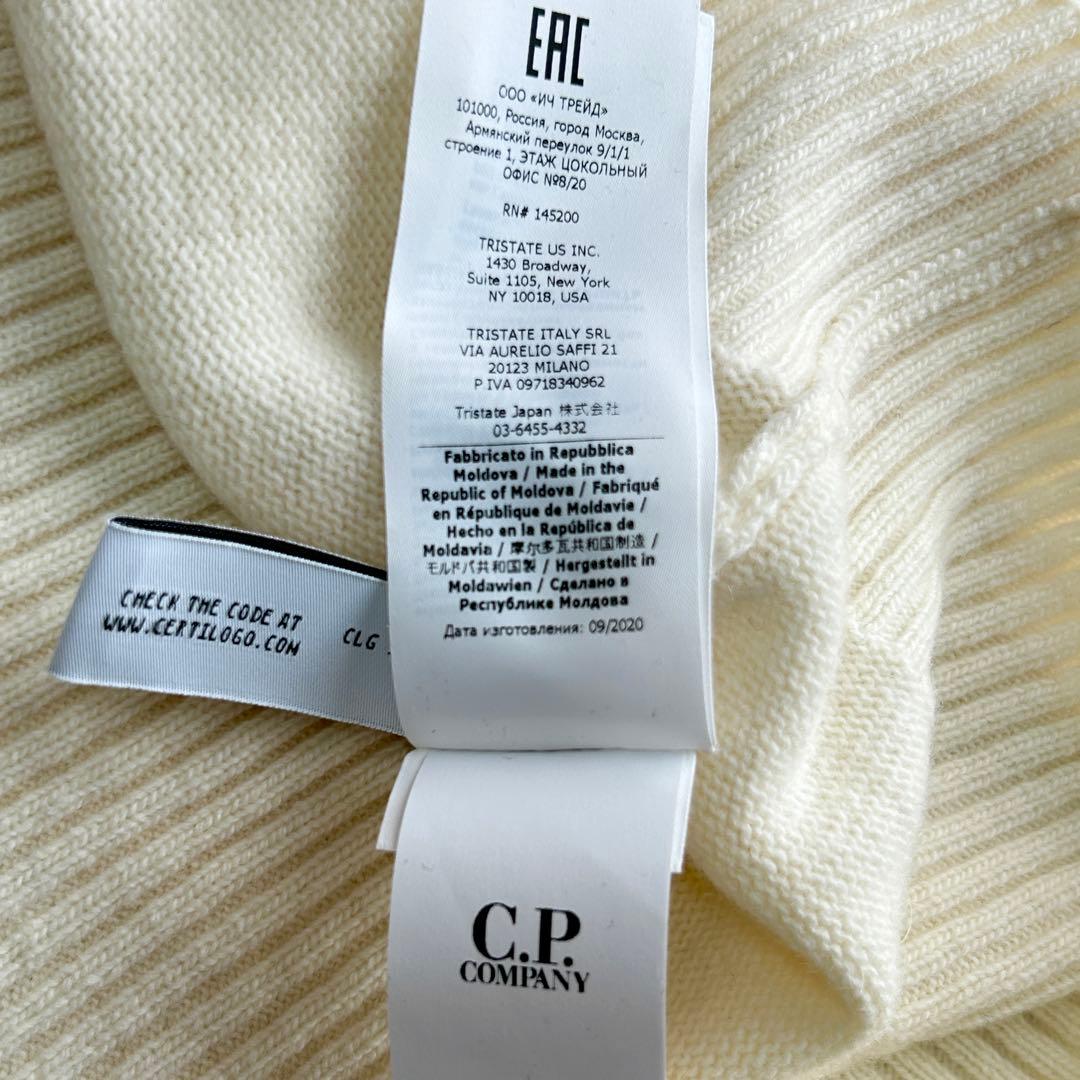 EAC
ООО «ИЧ ТРЕЙД»
101000, Россия, город Москва,
Армянский переулок 9/1/1
строение 1, ЭТАЖ ЦОКОЛЬНЫЙ
ОФИС №8/20
RN# 145200
TRISTATE US INC.
1430 Broadway,
Suite 1105, New York
NY 10018, USA
TRISTATE ITALY SRL
VIA AURELIO SAFFI 21
20123 MILANO
P IVA 09718340962
Tristate Japan 株式会社
03-6455-4332
Fabbricato in Repubblica
Moldova / Made in the
Republic of Moldova / Fabriqué
en République de Moldavie /
Hecho en la República de
Moldavia / 摩尔多瓦共和国制造 /
モルドバ共和国製 / Hergestellt in
Moldawien / Сделано в
Республике Молдова
Дата изготовления: 09/2020
CHECK THE CODE AT
WWW.CERTILOGO.COM
CLG
C.P.
COMPANY